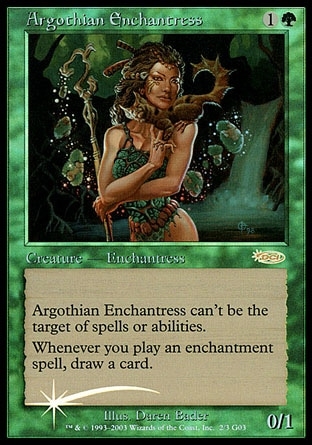 Argothian Enchantress 1
Creature — Enchantress
DCI
Argothian Enchantress can't be the
target of spells or abilities.
Whenever you play an enchantment
spell, draw a card.
Illus. Daren Bader
™ & © 1993–2003 Wizards of the Coast, Inc. 2/3 G03
0/1